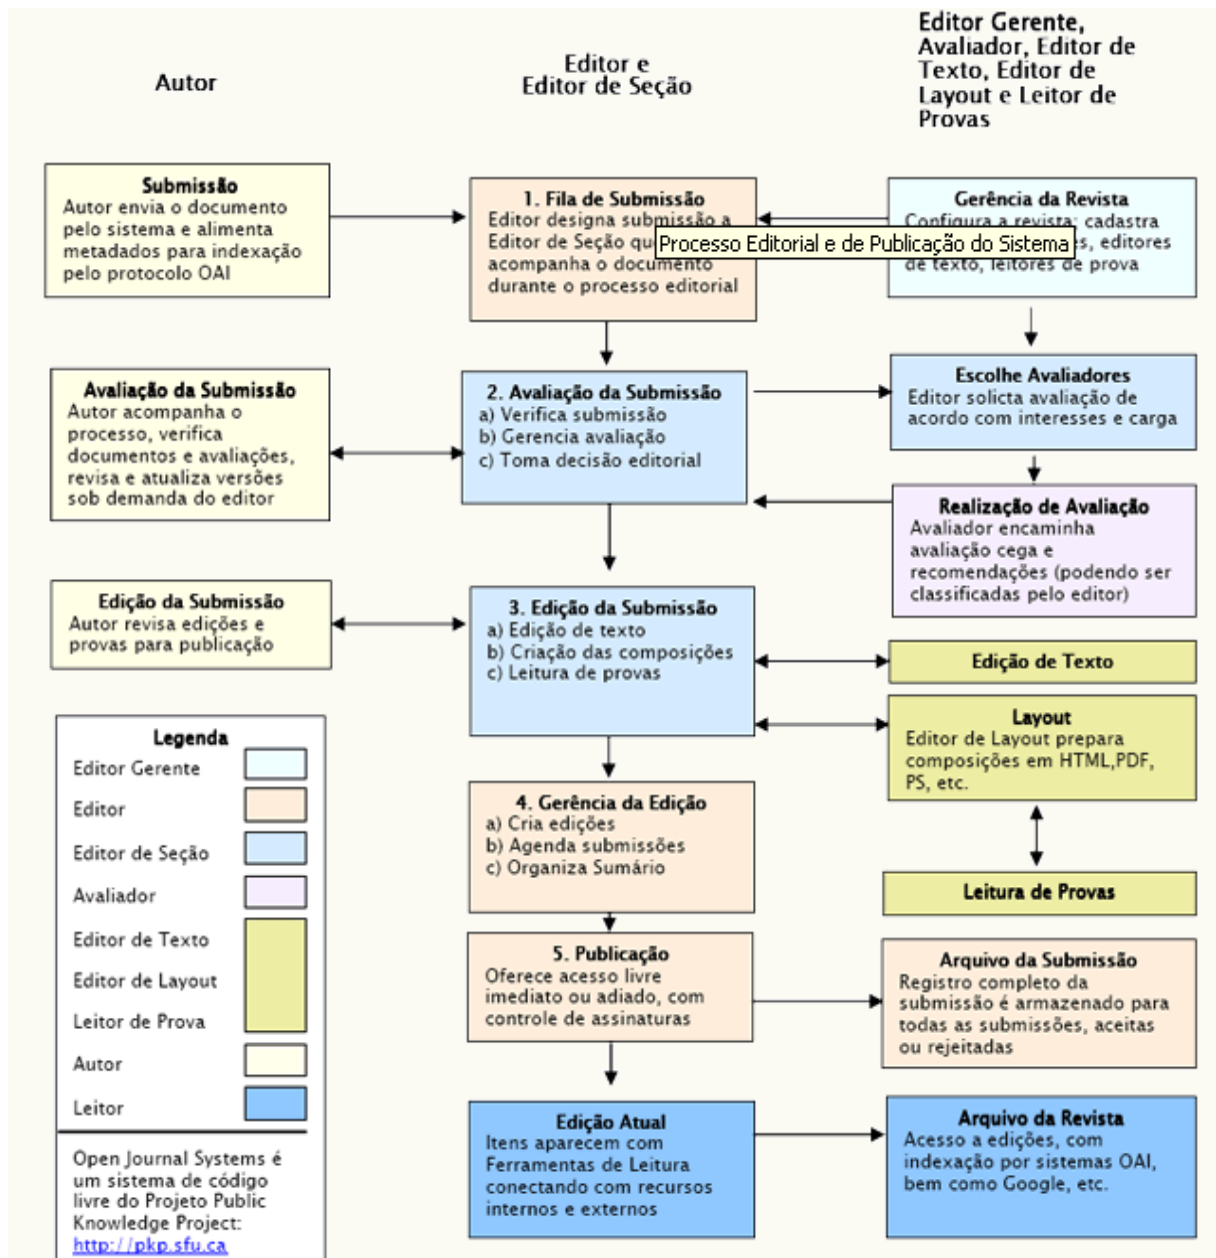 Autor
Editor e
Editor de Seção
Editor Gerente,
Avaliador, Editor de
Texto, Editor de
Layout e Leitor de
Provas
Submissão
Autor envia o documento
pelo sistema e alimenta
metadados para indexação
pelo protocolo OAI
1. Fila de Submissão
Editor designa submissão a
Editor de Seção que
acompanha o documento
durante o processo editorial
Processo Editorial e de Publicação do Sistema
Gerência da Revista
Configura a revista: cadastra
editores
de texto, leitores de prova
Avaliação da Submissão
Autor acompanha o
processo, verifica
documentos e avaliações,
revisa e atualiza versões
sob demanda do editor
2. Avaliação da Submissão
a) Verifica submissão
b) Gerencia avaliação
c) Toma decisão editorial
Escolhe Avaliadores
Editor solicta avaliação de
acordo com interesses e carga
Realização de Avaliação
Avaliador encaminha
avaliação cega e
recomendações (podendo ser
classificadas pelo editor)
Edição da Submissão
Autor revisa edições e
provas para publicação
3. Edição da Submissão
a) Edição de texto
b) Criação das composições
c) Leitura de provas
Edição de Texto
Layout
Editor de Layout prepara
composições em HTML,PDF,
PS, etc.
Leitura de Provas
4. Gerência da Edição
a) Cria edições
b) Agenda submissões
c) Organiza Sumário
5. Publicação
Oferece acesso livre
imediato ou adiado, com
controle de assinaturas
Arquivo da Submissão
Registro completo da
submissão é armazenado para
todas as submissões, aceitas
ou rejeitadas
Edição Atual
Itens aparecem com
Ferramentas de Leitura
conectando com recursos
internos e externos
Arquivo da Revista
Acesso a edições, com
indexação por sistemas OAI,
bem como Google, etc.
Legenda
Editor Gerente
Editor
Editor de Seção
Avaliador
Editor de Texto
Editor de Layout
Leitor de Prova
Autor
Leitor
Open Journal Systems é
um sistema de código
livre do Projeto Public
Knowledge Project:
http://pkp.sfu.ca